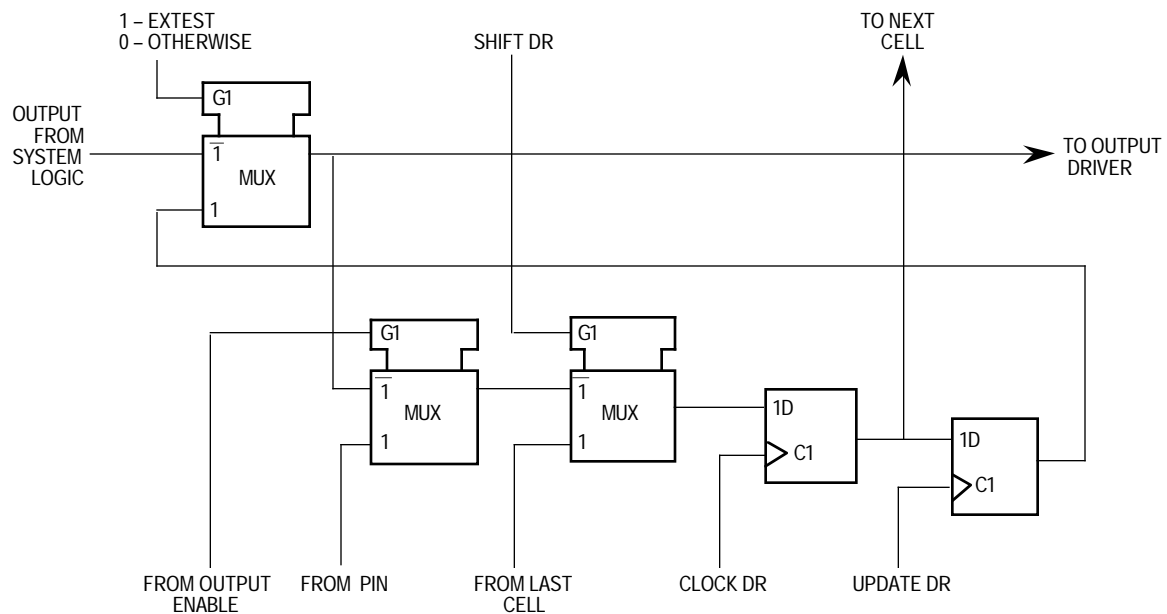 1 – EXTEST
0 – OTHERWISE
SHIFT DR
TO NEXT
CELL
G1
OUTPUT
FROM
SYSTEM
LOGIC
1
MUX
1
TO OUTPUT
DRIVER
G1
G1
1
MUX
1
1
MUX
1
1D
C1
1D
C1
FROM OUTPUT
ENABLE
FROM PIN
FROM LAST
CELL
CLOCK DR
UPDATE DR